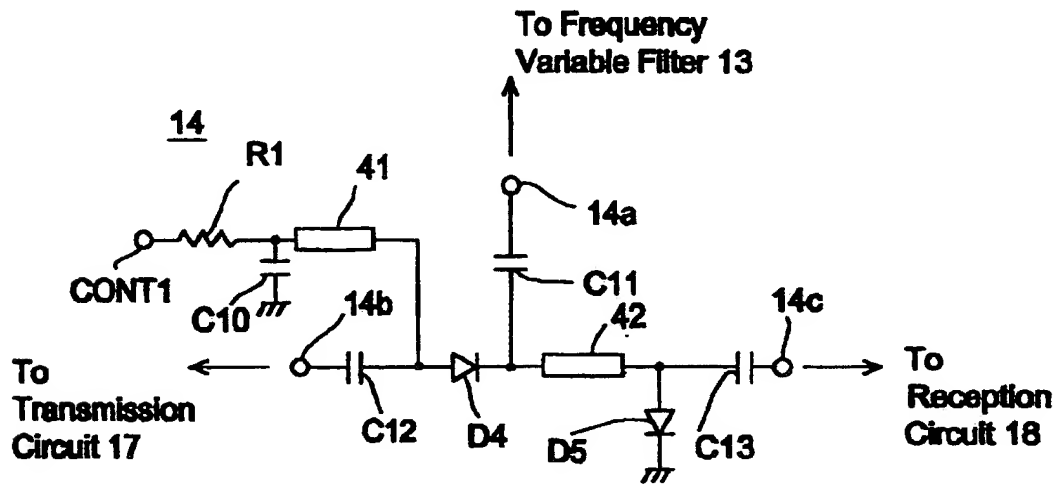 To Frequency
Variable Filter 13
14
R1
41
14a
CONT1
C10
14b
C11
42
14c
To
Transmission
Circuit 17
C12
D4
D5
C13
To
Reception
Circuit 18